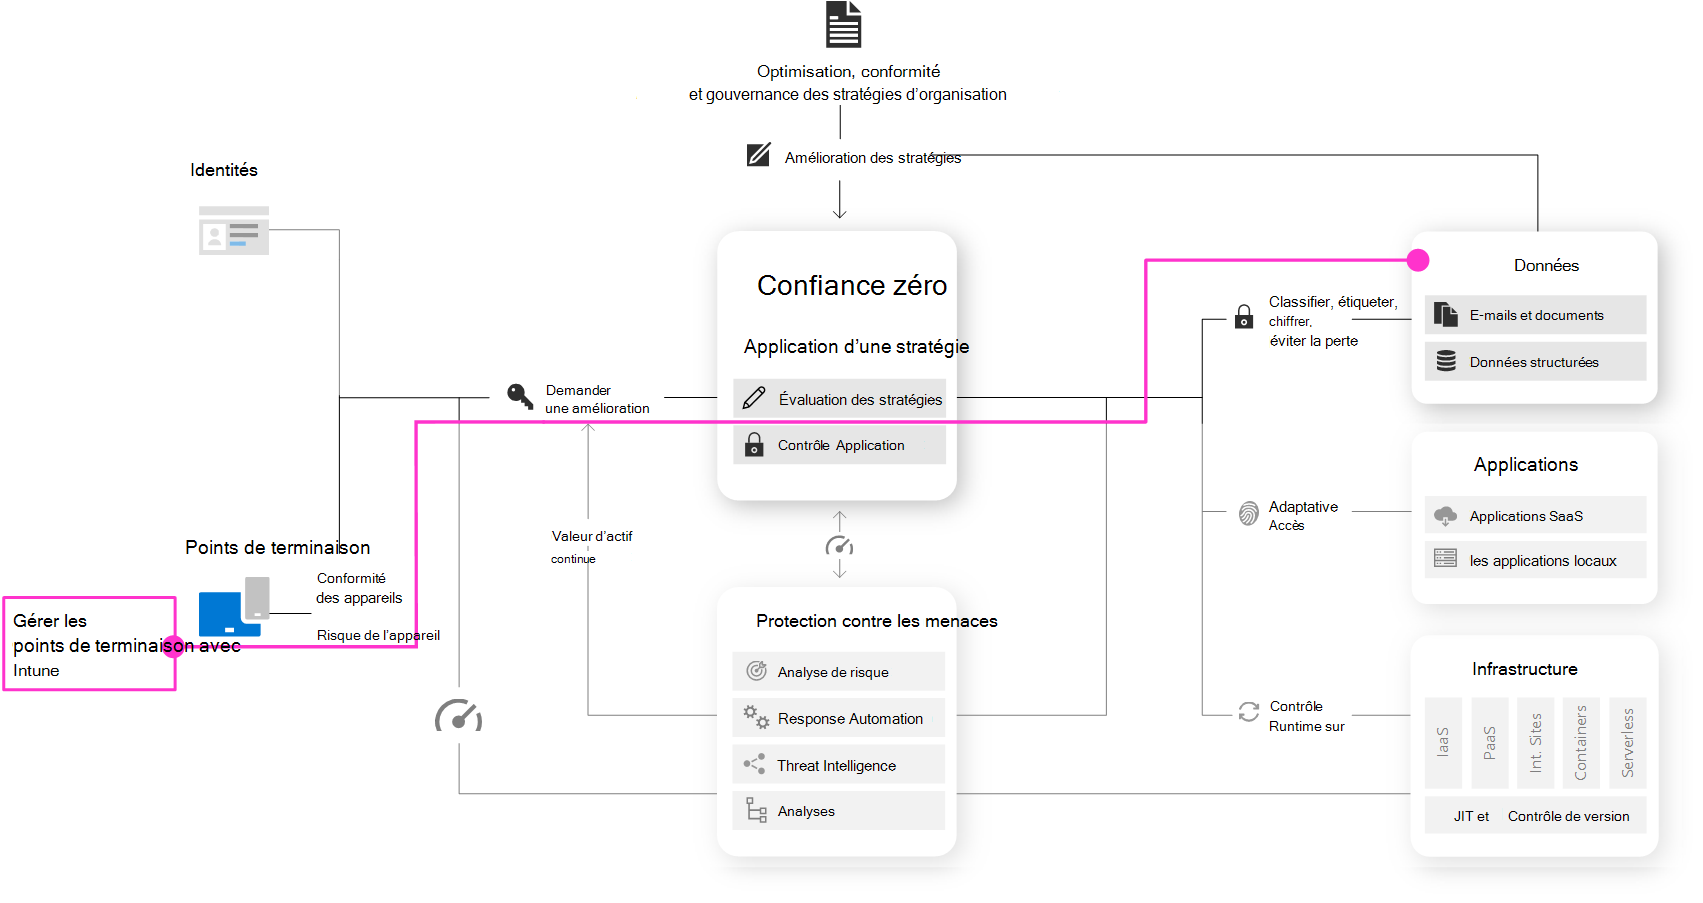 Optimisation, conformité
et gouvernance des stratégies d’organisation
Amélioration des stratégies
Identités
Confiance zéro
Application d’une stratégie
Évaluation des stratégies
Contrôle Application
Demander
une amélioration
Classifier, étiqueter,
chiffrer,
éviter la perte
Données
E-mails et documents
Données structurées
Applications
Applications SaaS
les applications locaux
Adaptative
Accès
Valeur d’actif
continue
Points de terminaison
Conformité
des appareils
Risque de l’appareil
Gérer les
points de terminaison avec
Intune
Protection contre les menaces
Analyse de risque
Response Automation
Threat Intelligence
Analyses
Contrôle
Runtime sur
Infrastructure
IaaS
PaaS
Int. Sites
Containers
Serverless
JIT et Contrôle de version